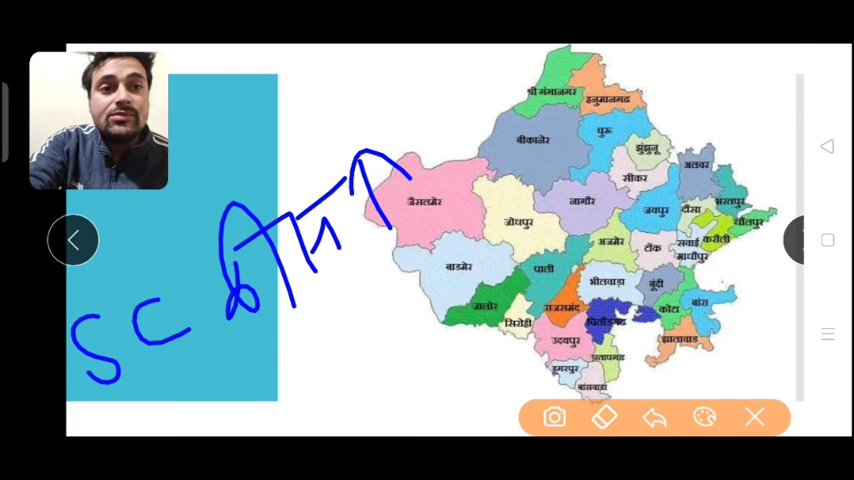 श्री गंगानगर
हनुमानगढ
चुरू
बीकानेर
झुंझुनू
सीकर
अलवर
जैसलमेर
नागौर
जयपुर
दौसा
भरतपुर
धौलपुर
जोधपुर
अजमेर
टोंक
सवाई
माधौपुर
करौली
बाडमेर
पाली
भीलवाड़ा
बूंदी
जालोर
राजसमंद
कोटा
बांरा
सिरोही
उदयपुर
झालावाड
प्रतापगढ
डूगरपुर
बांसवाडा
SC